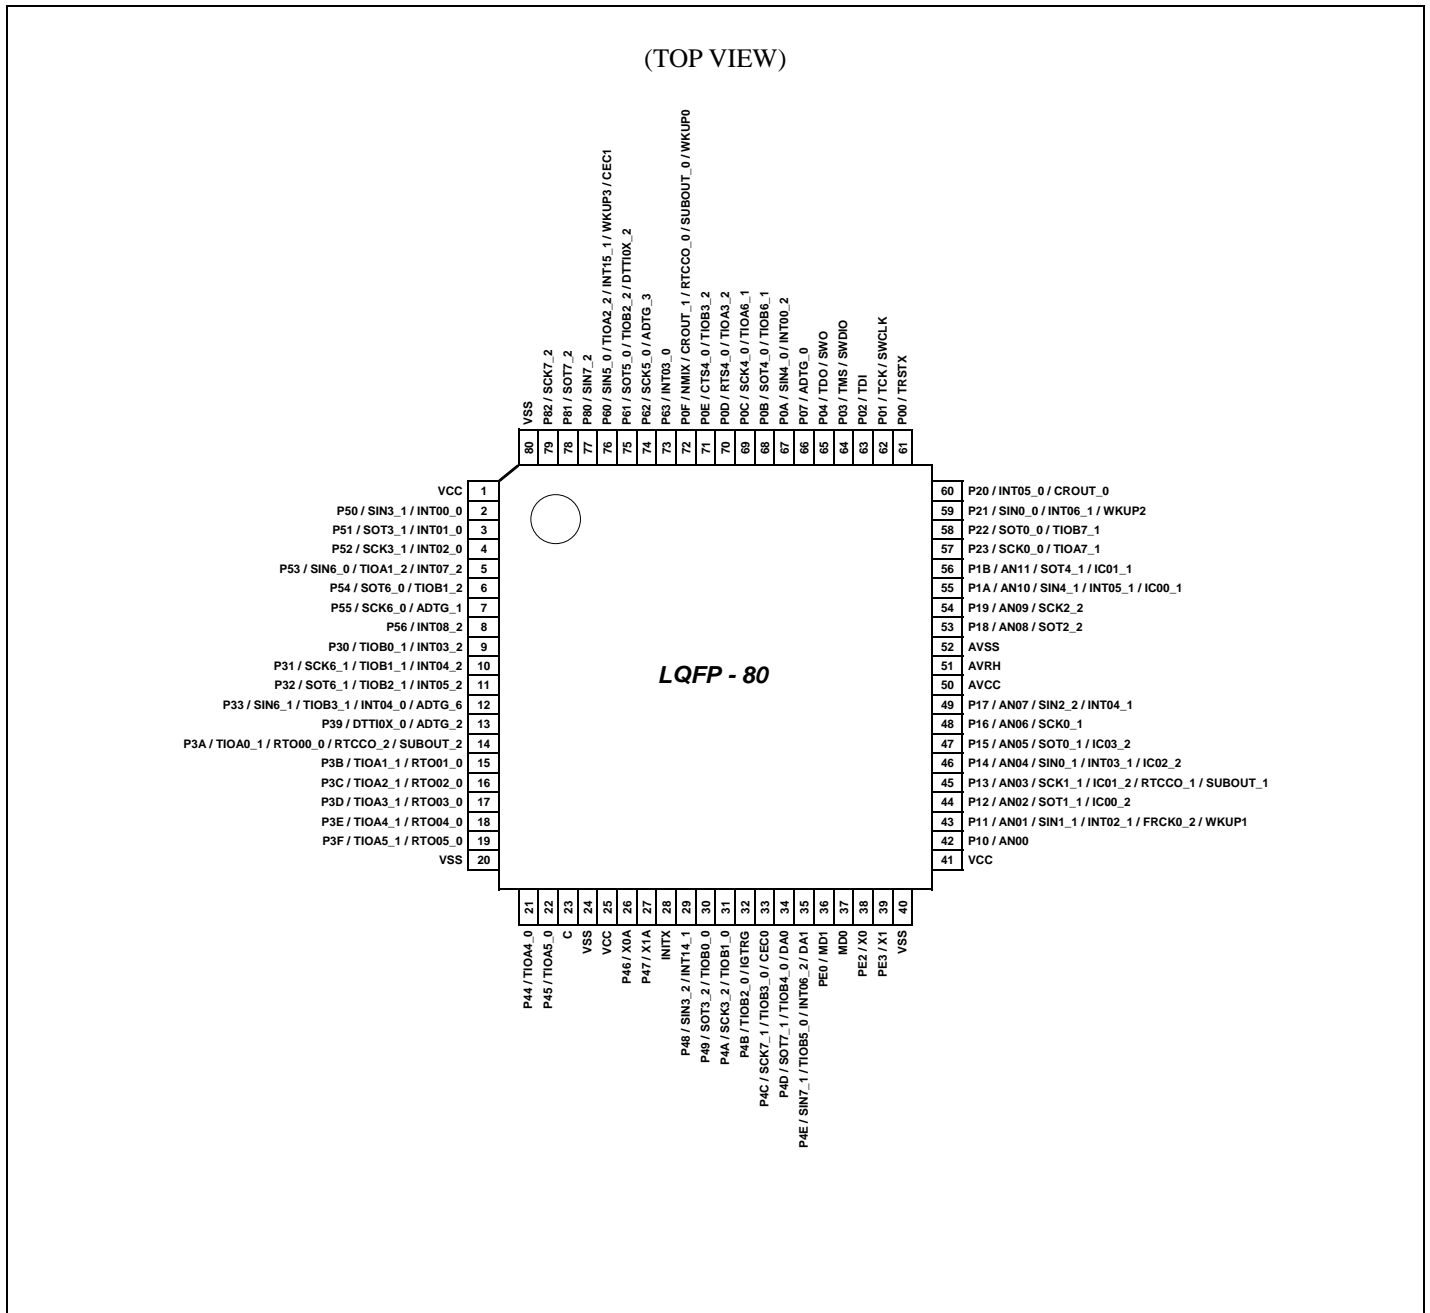 (TOP VIEW)
VSS
P82 / SCK7_2
P81 / SOT7_2
P80 / SIN7_2
P60 / SIN5_0 / TIOA2_2 / INT15_1 / WKUP3 / CEC1
P61 / SOT5_0 / TIOB2_2 / DTTI0X_2
P62 / SCK5_0 / ADTG_3
P63 / INT03_0
P0F / NMIX / CROUT_1 / RTCCO_0 / SUBOUT_0 / WKUP0
P0E / CTS4_0 / TIOB3_2
P0D / RTS4_0 / TIOA3_2
P0C / SCK4_0 / TIOA6_1
P0B / SOT4_0 / TIOB6_1
P0A / SIN4_0 / INT00_2
P07 / ADTG_0
P04 / TDO / SWO
P03 / TMS / SWDIO
P02 / TDI
P01 / TCK / SWCLK
P00 / TRSTX
80 79 78 77 76 75 74 73 72 71 70 69 68 67 66 65 64 63 62 61
VCC 1
P50 / SIN3_1 / INT00_0 2
P51 / SOT3_1 / INT01_0 3
P52 / SCK3_1 / INT02_0 4
P53 / SIN6_0 / TIOA1_2 / INT07_2 5
P54 / SOT6_0 / TIOB1_2 6
P55 / SCK6_0 / ADTG_1 7
P56 / INT08_2 8
P30 / TIOB0_1 / INT03_2 9
P31 / SCK6_1 / TIOB1_1 / INT04_2 10
P32 / SOT6_1 / TIOB2_1 / INT05_2 11
P33 / SIN6_1 / TIOB3_1 / INT04_0 / ADTG_6 12
P39 / DTTI0X_0 / ADTG_2 13
P3A / TIOA0_1 / RTO00_0 / RTCCO_2 / SUBOUT_2 14
P3B / TIOA1_1 / RTO01_0 15
P3C / TIOA2_1 / RTO02_0 16
P3D / TIOA3_1 / RTO03_0 17
P3E / TIOA4_1 / RTO04_0 18
P3F / TIOA5_1 / RTO05_0 19
VSS 20
LQFP - 80
60 P20 / INT05_0 / CROUT_0
59 P21 / SIN0_0 / INT06_1 / WKUP2
58 P22 / SOT0_0 / TIOB7_1
57 P23 / SCK0_0 / TIOA7_1
56 P1B / AN11 / SOT4_1 / IC01_1
55 P1A / AN10 / SIN4_1 / INT05_1 / IC00_1
54 P19 / AN09 / SCK2_2
53 P18 / AN08 / SOT2_2
52 AVSS
51 AVRH
50 AVCC
49 P17 / AN07 / SIN2_2 / INT04_1
48 P16 / AN06 / SCK0_1
47 P15 / AN05 / SOT0_1 / IC03_2
46 P14 / AN04 / SIN0_1 / INT03_1 / IC02_2
45 P13 / AN03 / SCK1_1 / IC01_2 / RTCCO_1 / SUBOUT_1
44 P12 / AN02 / SOT1_1 / IC00_2
43 P11 / AN01 / SIN1_1 / INT02_1 / FRCK0_2 / WKUP1
42 P10 / AN00
41 VCC
21 22 23 24 25 26 27 28 29 30 31 32 33 34 35 36 37 38 39 40
P44 / TIOA4_0
P45 / TIOA5_0
C
VSS
VCC
P46 / X0A
P47 / X1A
INITX
P48 / SIN3_2 / INT14_1
P49 / SOT3_2 / TIOB0_0
P4A / SCK3_2 / TIOB1_0
P4B / TIOB2_0 / IGTRG
P4C / SCK7_1 / TIOB3_0 / CEC0
P4D / SOT7_1 / TIOB4_0 / DA0
P4E / SIN7_1 / TIOB5_0 / INT06_2 / DA1
PE0 / MD1
MD0
PE2 / X0
PE3 / X1
VSS